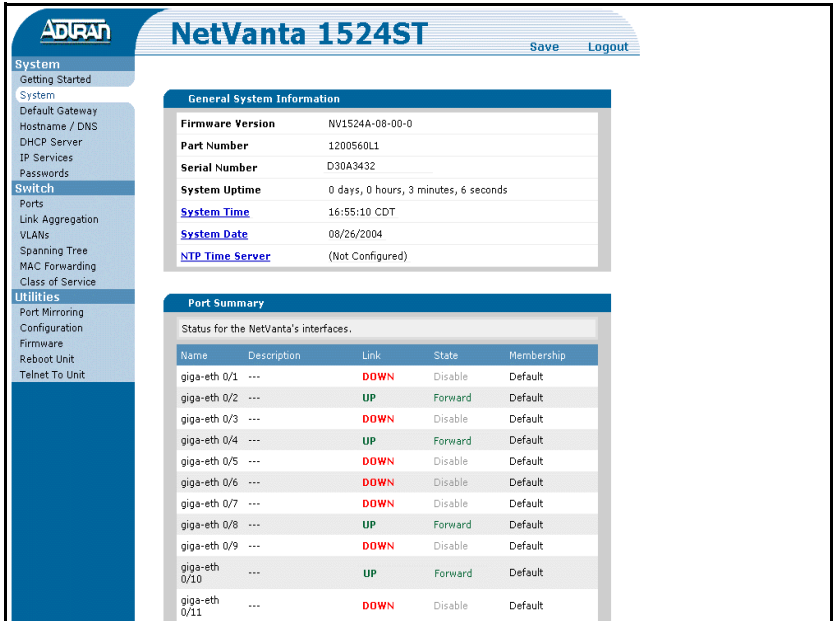 ADTRAN
NetVanta 1524ST
Save Logout
System
Getting Started
System
Default Gateway
Hostname / DNS
DHCP Server
IP Services
Passwords
Switch
Ports
Link Aggregation
VLANs
Spanning Tree
MAC Forwarding
Class of Service
Utilities
Port Mirroring
Configuration
Firmware
Reboot Unit
Telnet To Unit
General System Information
Firmware Version NV1524A-08-00-0
Part Number 1200560L1
Serial Number D30A3432
System Uptime 0 days, 0 hours, 3 minutes, 6 seconds
System Time 16:55:10 CDT
System Date 08/26/2004
NTP Time Server (Not Configured)
Port Summary
Status for the NetVanta's interfaces.
Name Description Link State Membership
giga-eth 0/1 --- DOWN Disable Default
giga-eth 0/2 --- UP Forward Default
giga-eth 0/3 --- DOWN Disable Default
giga-eth 0/4 --- UP Forward Default
giga-eth 0/5 --- DOWN Disable Default
giga-eth 0/6 --- DOWN Disable Default
giga-eth 0/7 --- DOWN Disable Default
giga-eth 0/8 --- UP Forward Default
giga-eth 0/9 --- DOWN Disable Default
giga-eth
0/10 --- UP Forward Default
giga-eth
0/11 --- DOWN Disable Default